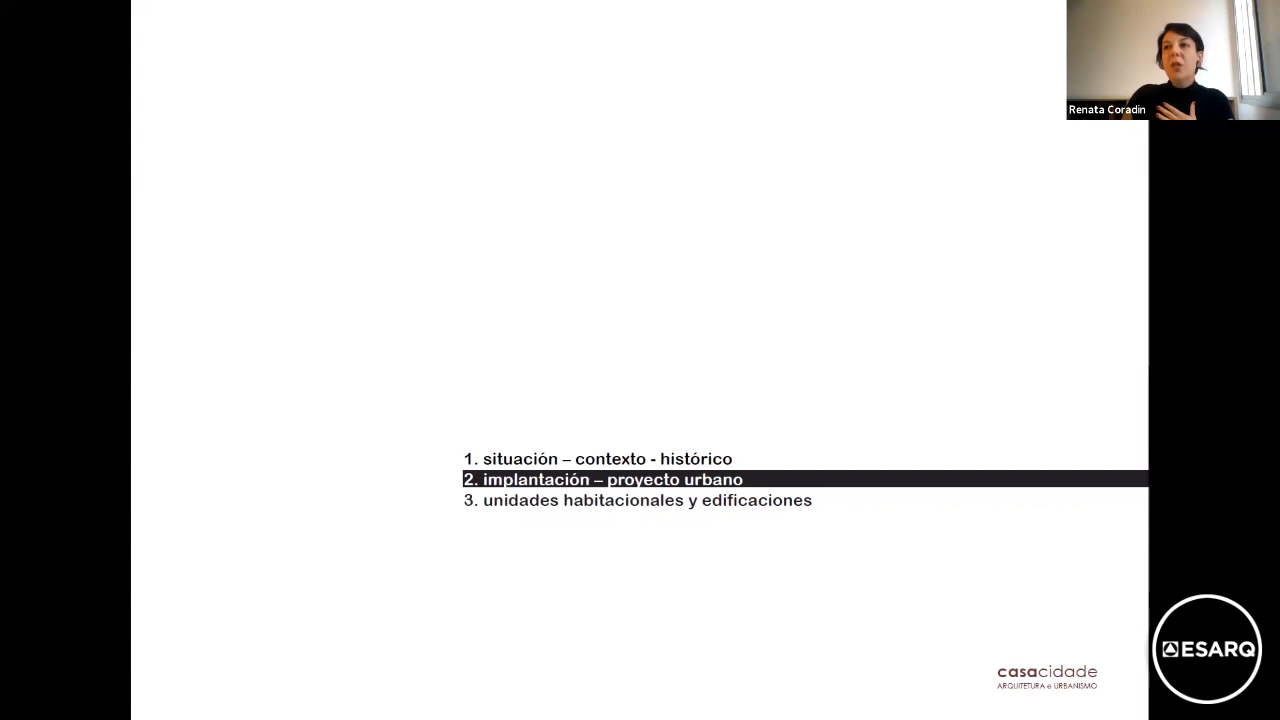 Renata Coradin
1. situación – contexto - histórico
2. implantación – proyecto urbano
3. unidades habitacionales y edificaciones
ESARQ
casacidade
ARQUITETURA e URBANISMO